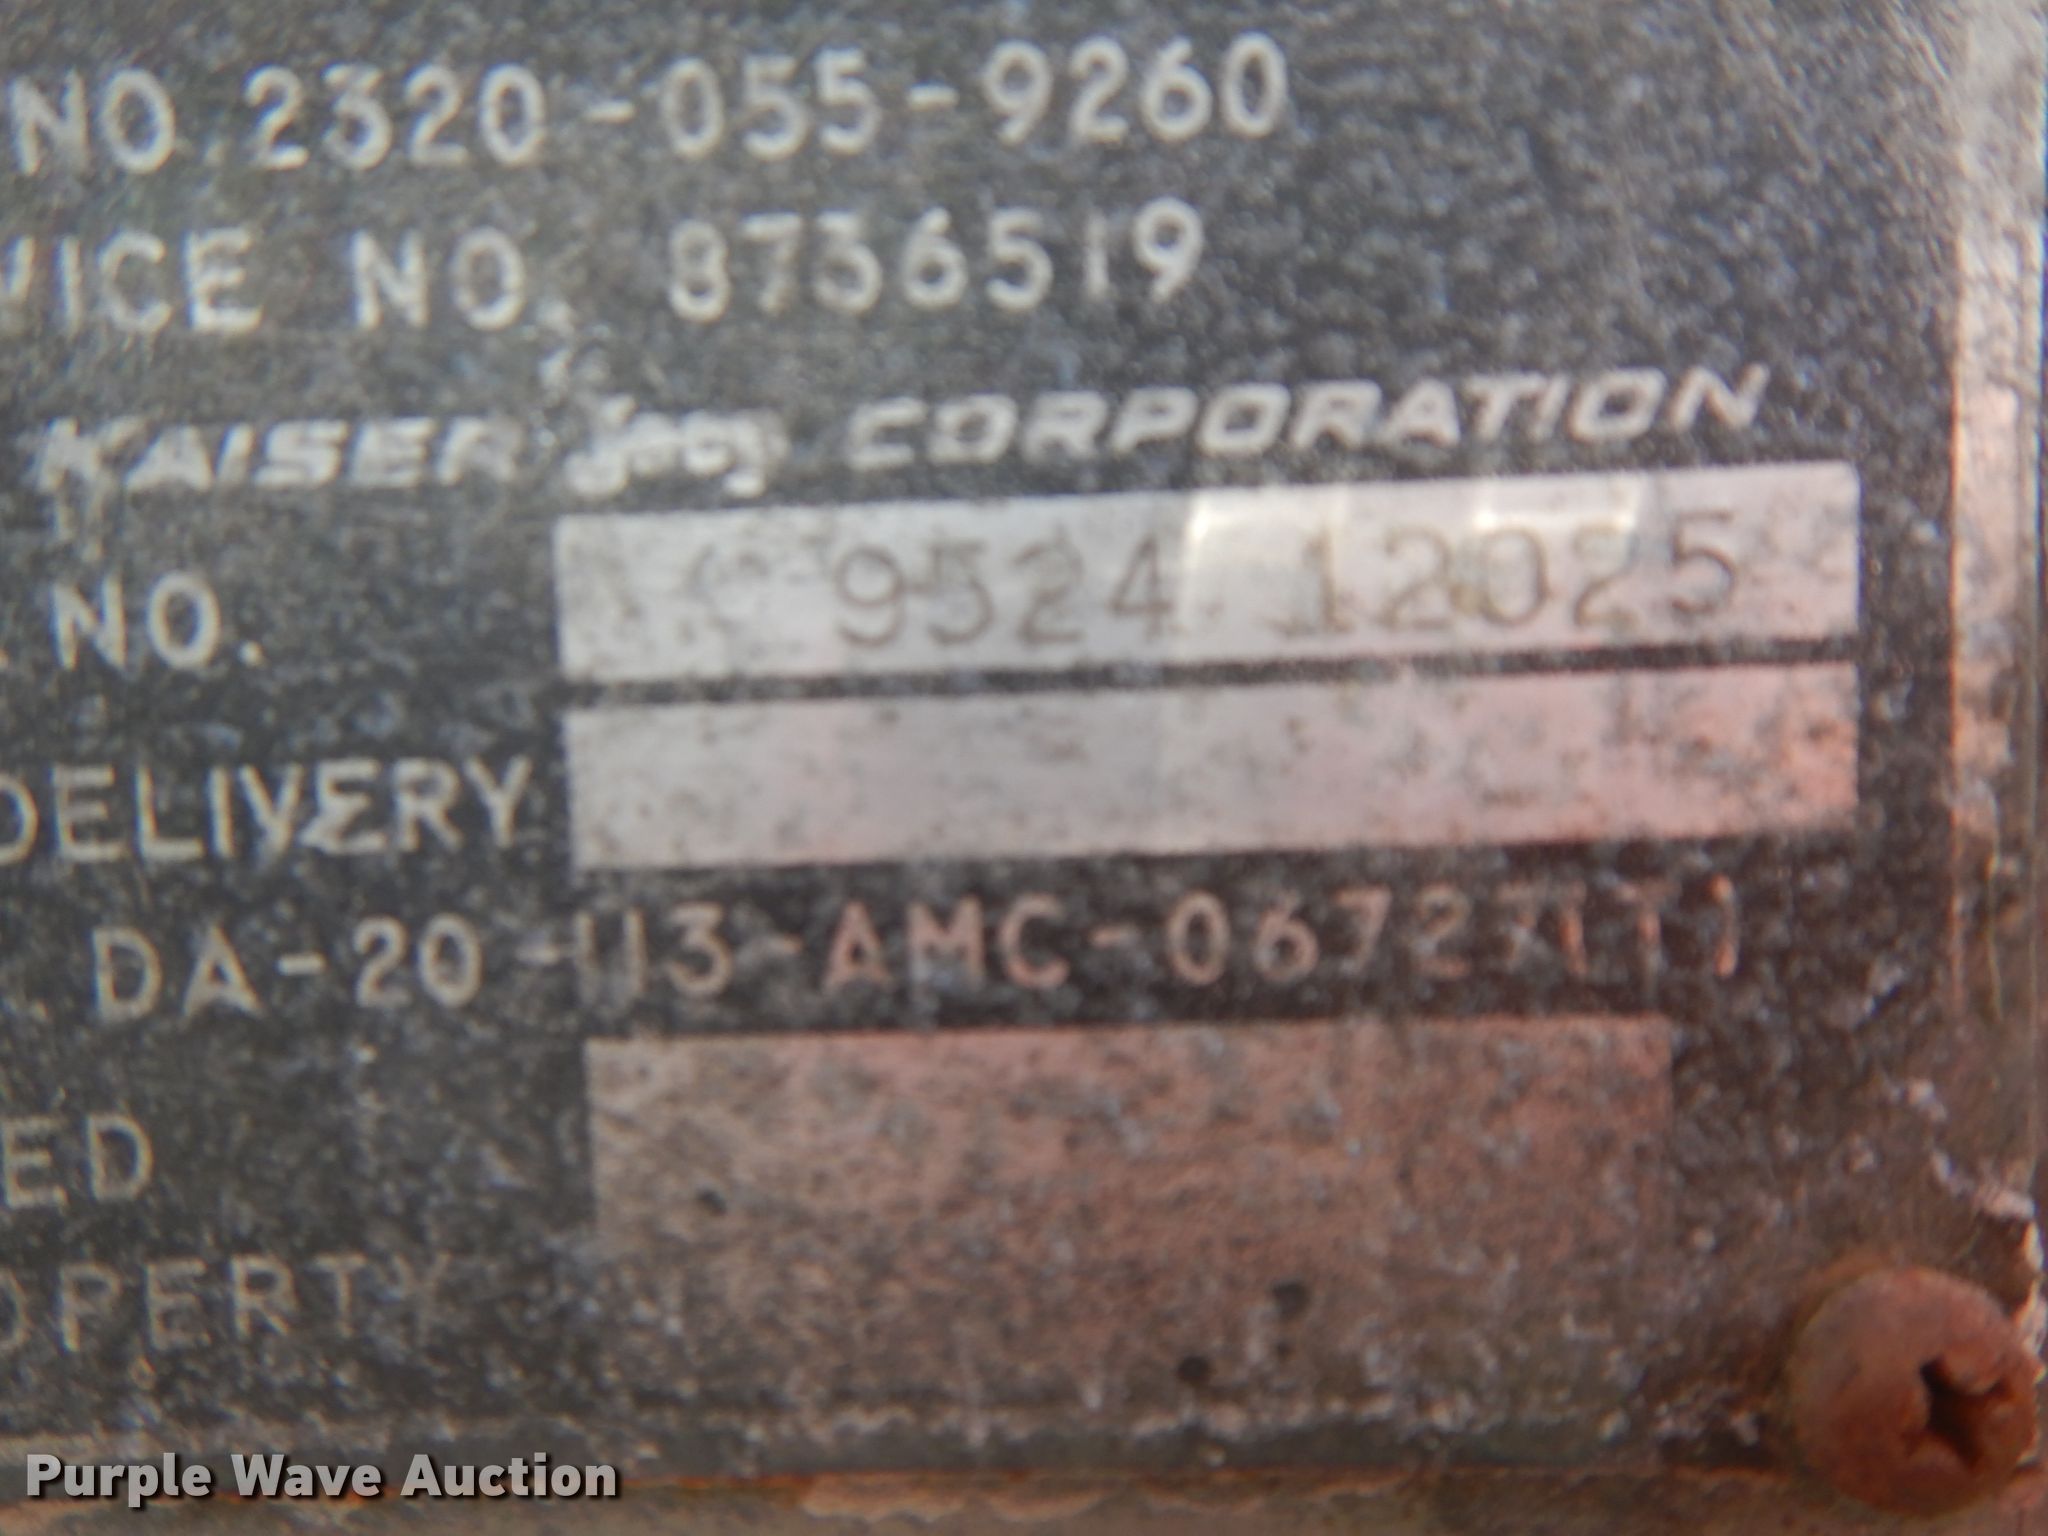 NO 2320-055-9260
VICE NO. 8736519
KAISER Jeep CORPORATION
NO. 9524 12025
DELIVERY
DA-20-113-AMC-06727(T)
ED
OPERTY
Purple Wave Auction